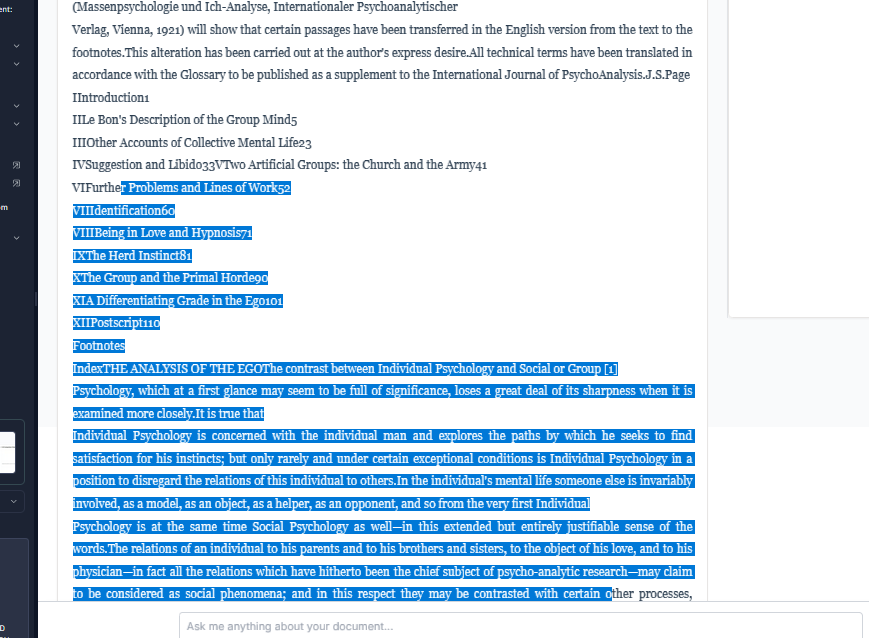 ent:
(Massenpsychologie und Ich-Analyse, Internationaler Psychoanalytischer
Verlag, Vienna, 1921) will show that certain passages have been transferred in the English version from the text to the
footnotes.This alteration has been carried out at the author's express desire.All technical terms have been translated in
accordance with the Glossary to be published as a supplement to the International Journal of PsychoAnalysis.J.S.Page
IIntroduction1
IILe Bon's Description of the Group Mind5
IIIOther Accounts of Collective Mental Life23
IVSuggestion and Libido33VTwo Artificial Groups: the Church and the Army41
VIFurther Problems and Lines of Work52
om
VIIIdentification60
VIIIBeing in Love and Hypnosis71
IXThe Herd Instinct81
XThe Group and the Primal Horde90
XIA Differentiating Grade in the Ego101
XIIPostscript110
Footnotes
IndexTHE ANALYSIS OF THE EGOThe contrast between Individual Psychology and Social or Group [1]
Psychology, which at a first glance may seem to be full of significance, loses a great deal of its sharpness when it is
examined more closely.It is true that
Individual Psychology is concerned with the individual man and explores the paths by which he seeks to find
satisfaction for his instincts; but only rarely and under certain exceptional conditions is Individual Psychology in a
position to disregard the relations of this individual to others.In the individual's mental life someone else is invariably
involved, as a model, as an object, as a helper, as an opponent, and so from the very first Individual
Psychology is at the same time Social Psychology as well—in this extended but entirely justifiable sense of the
words.The relations of an individual to his parents and to his brothers and sisters, to the object of his love, and to his
physician—in fact all the relations which have hitherto been the chief subject of psycho-analytic research—may claim
to be considered as social phenomena; and in this respect they may be contrasted with certain other processes,
Ask me anything about your document...